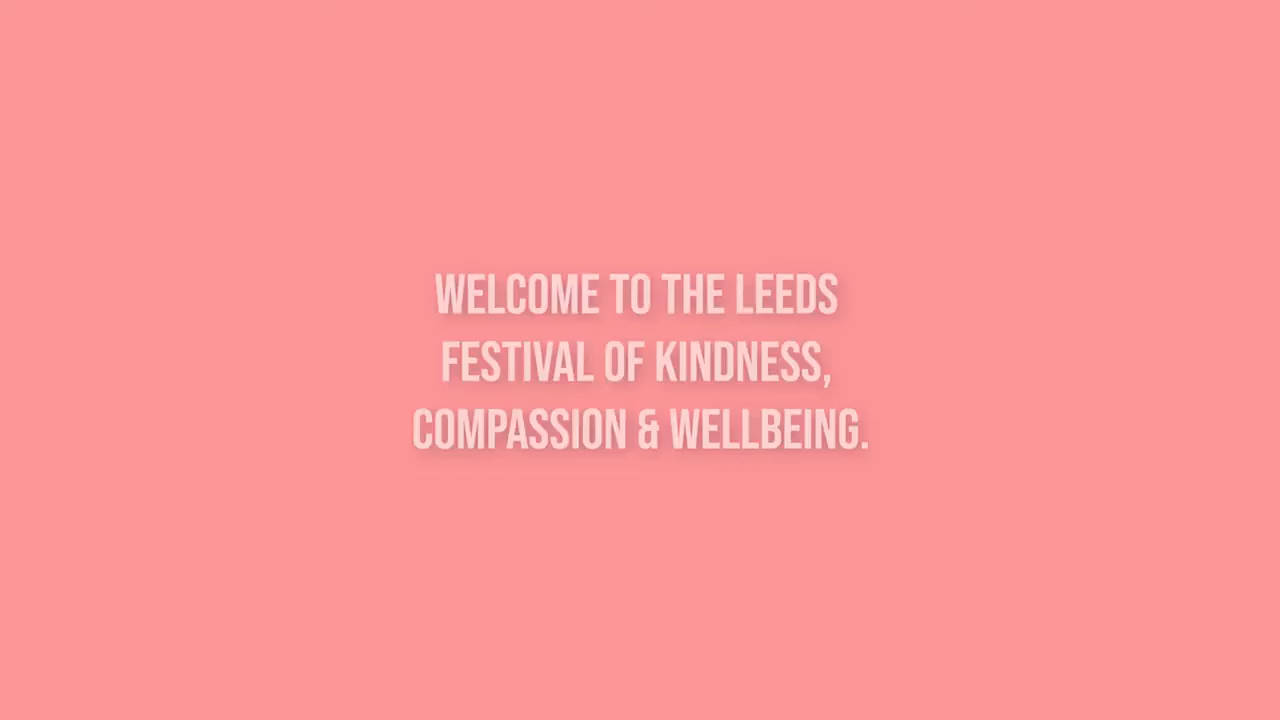 WELCOME TO THE LEEDS
FESTIVAL OF KINDNESS,
COMPASSION & WELLBEING.